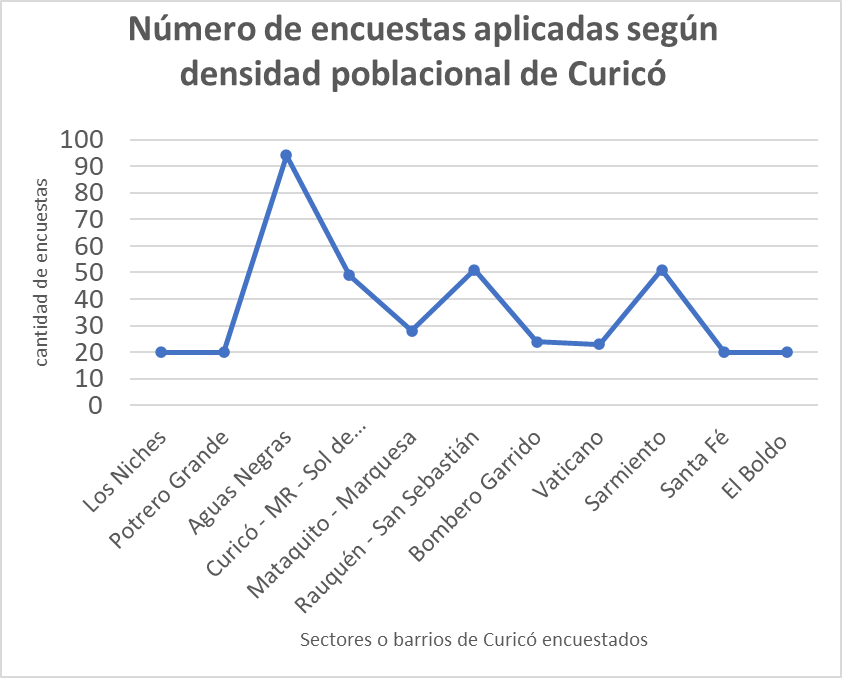 Número de encuestas aplicadas según
densidad poblacional de Curicó
cantidad de encuestas
100
90
80
70
60
50
40
30
20
10
0
Los Niches
Potrero Grande
Aguas Negras
Curicó - MR - Sol de...
Mataquito - Marquesa
Rauquén - San Sebastián
Bombero Garrido
Vaticano
Sarmiento
Santa Fé
El Boldo
Sectores o barrios de Curicó encuestados